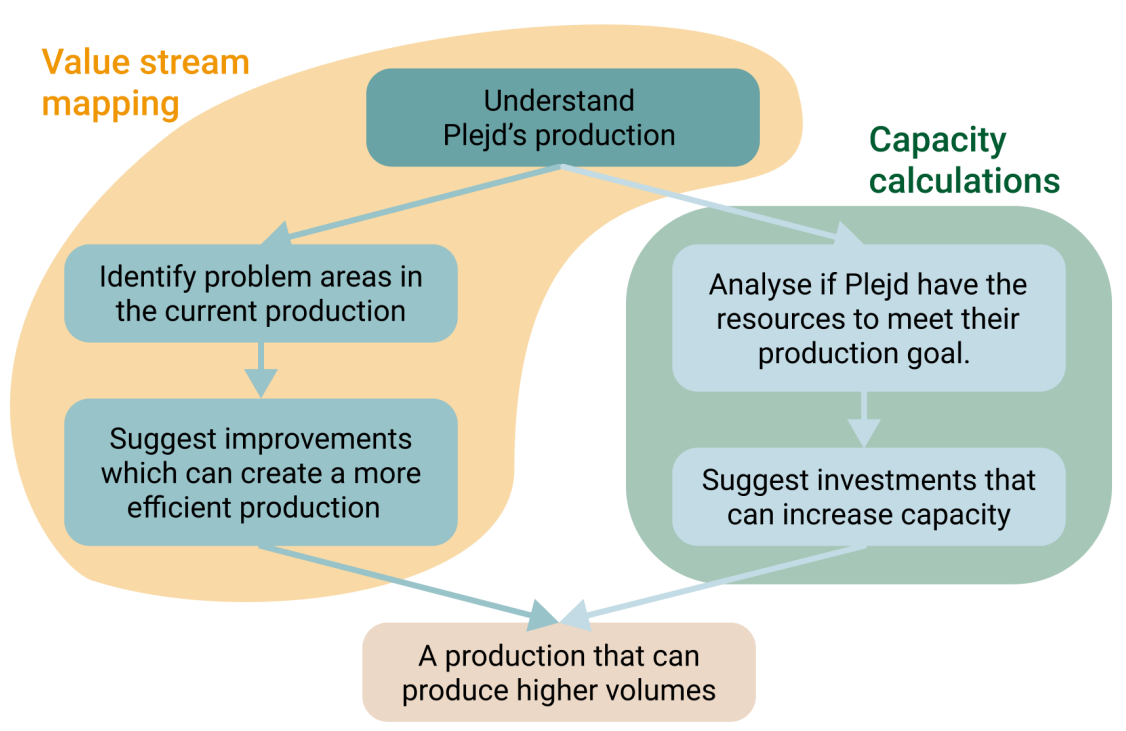 Value stream
mapping
Understand
Plejd’s production
Capacity
calculations
Identify problem areas in
the current production
Analyse if Plejd have the
resources to meet their
production goal.
Suggest improvements
which can create a more
efficient production
Suggest investments that
can increase capacity
A production that can
produce higher volumes